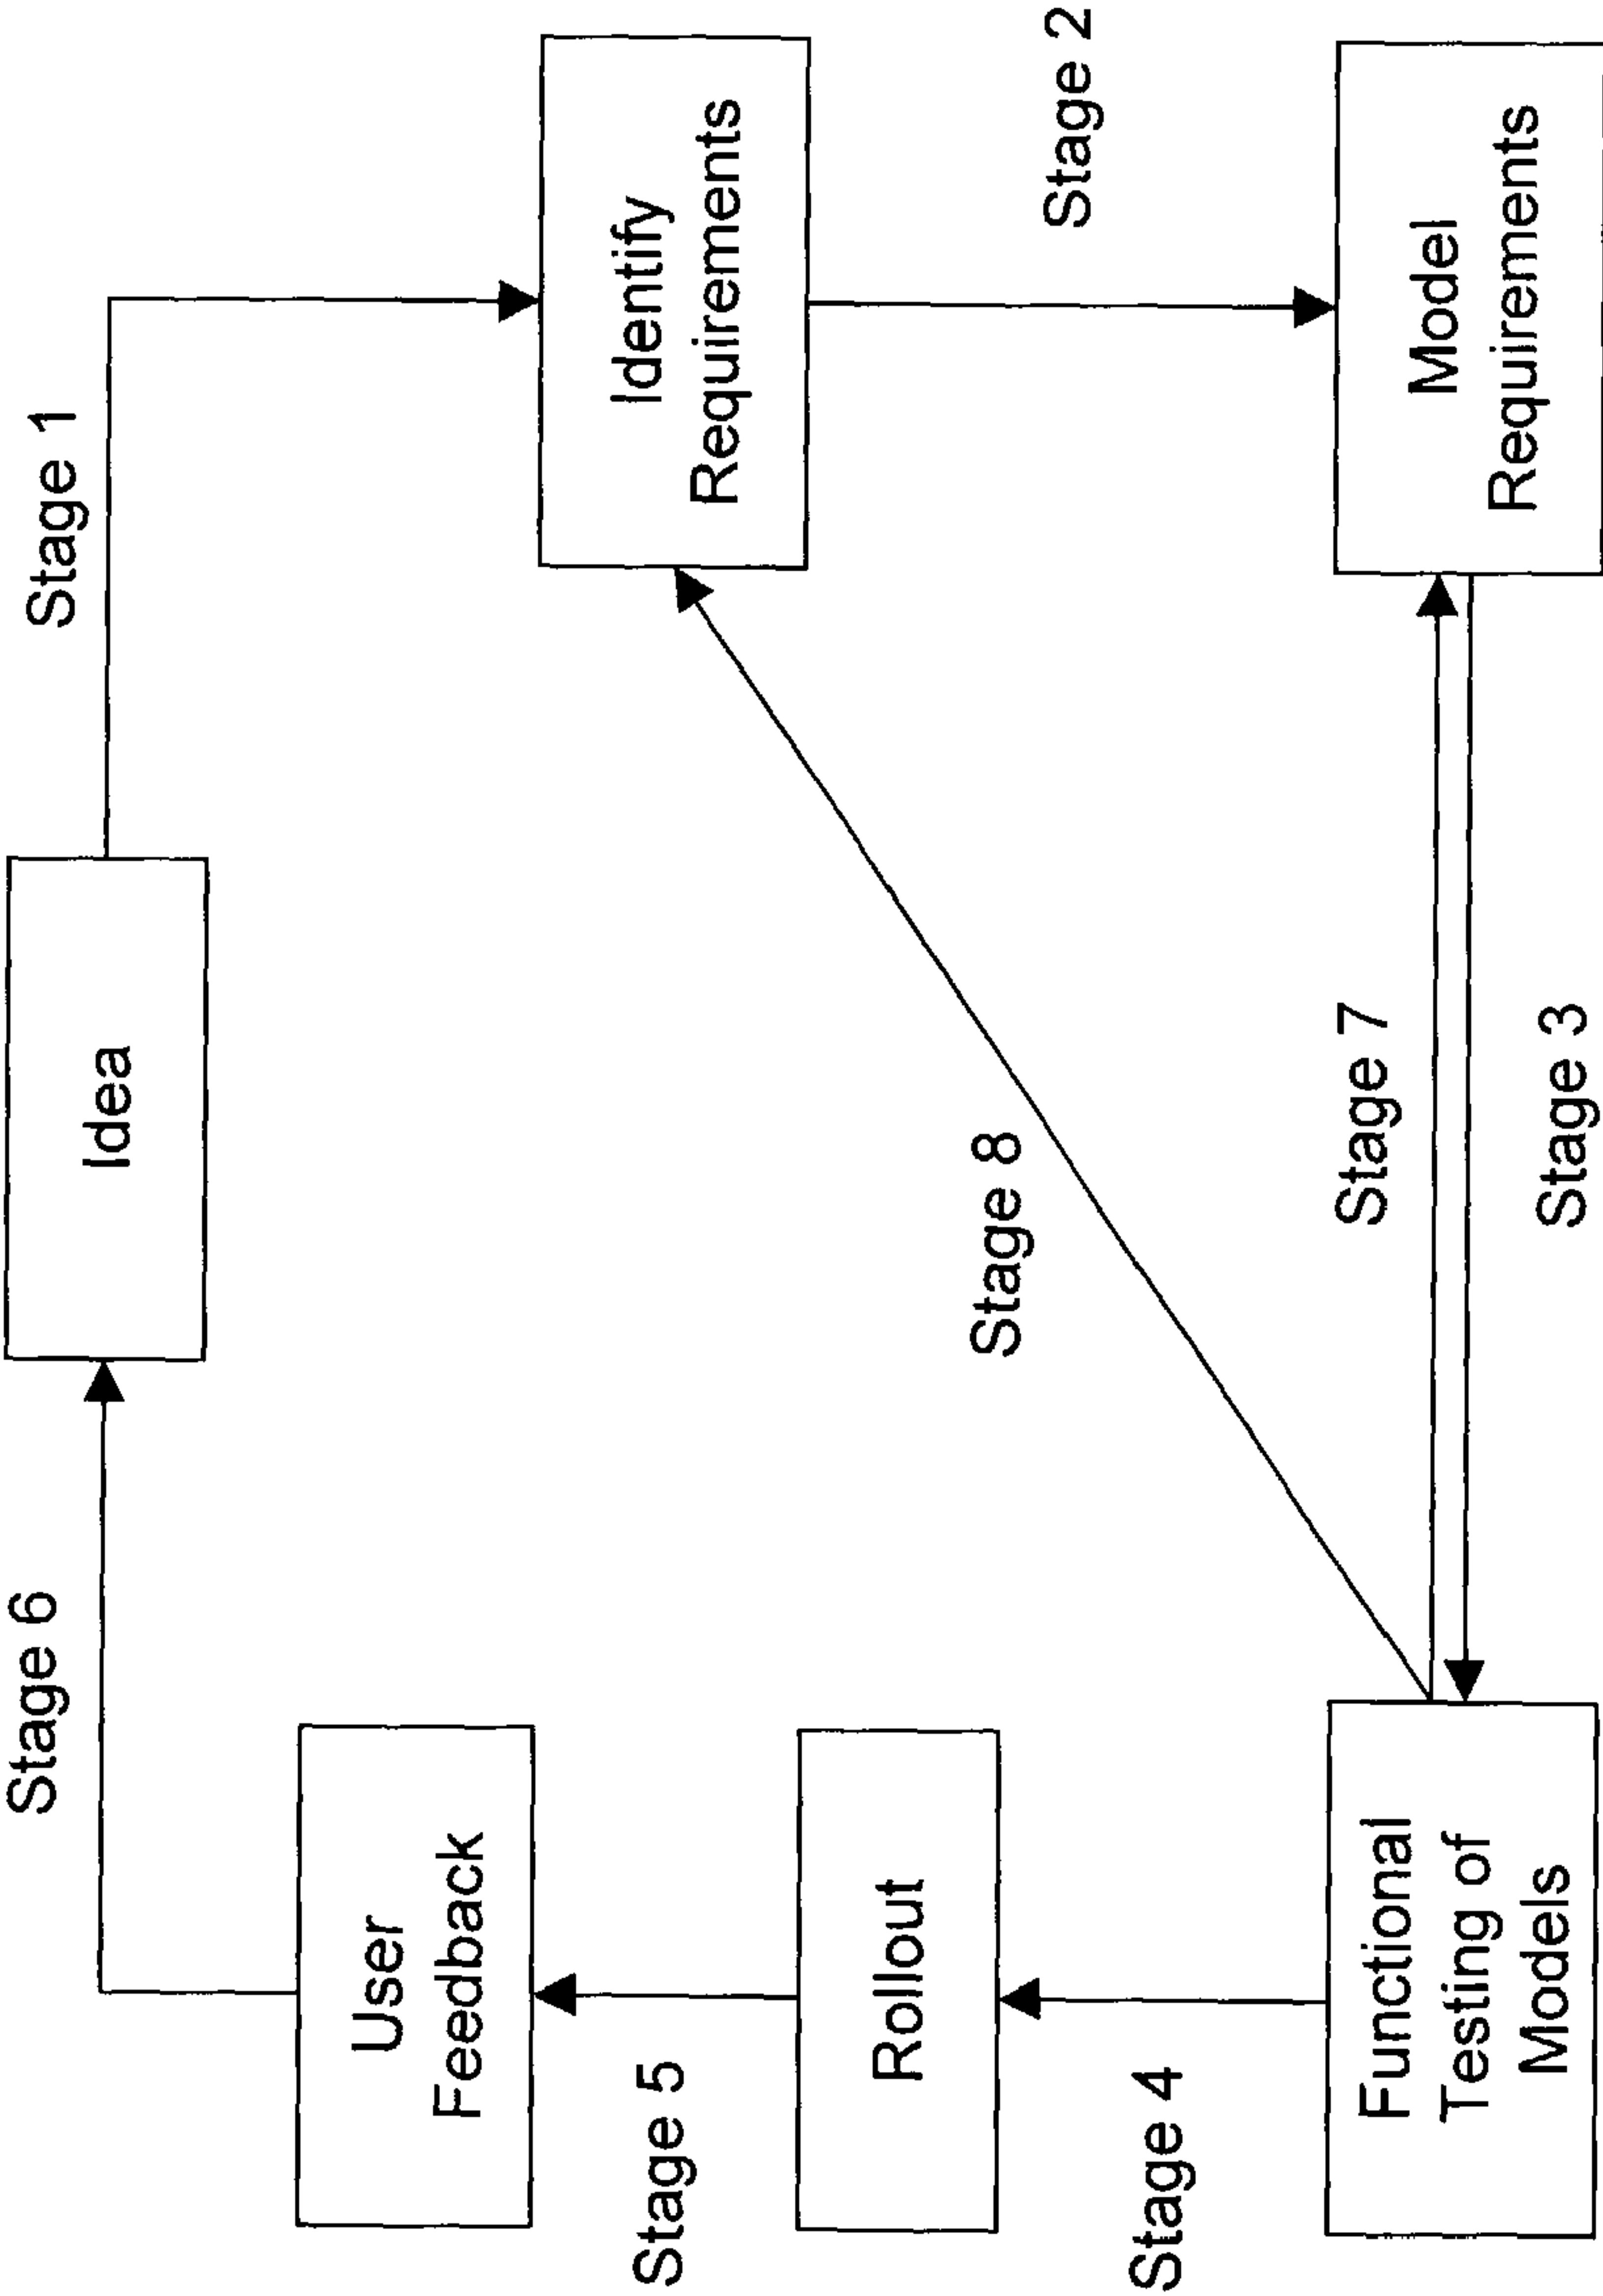 Stage 6
Idea
Stage 1
User
Feedback
Identify
Requirements
Stage 5
Rollout
Stage 8
Stage 2
Stage 4
Functional
Testing of
Models
Stage 7
Stage 3
Model
Requirements